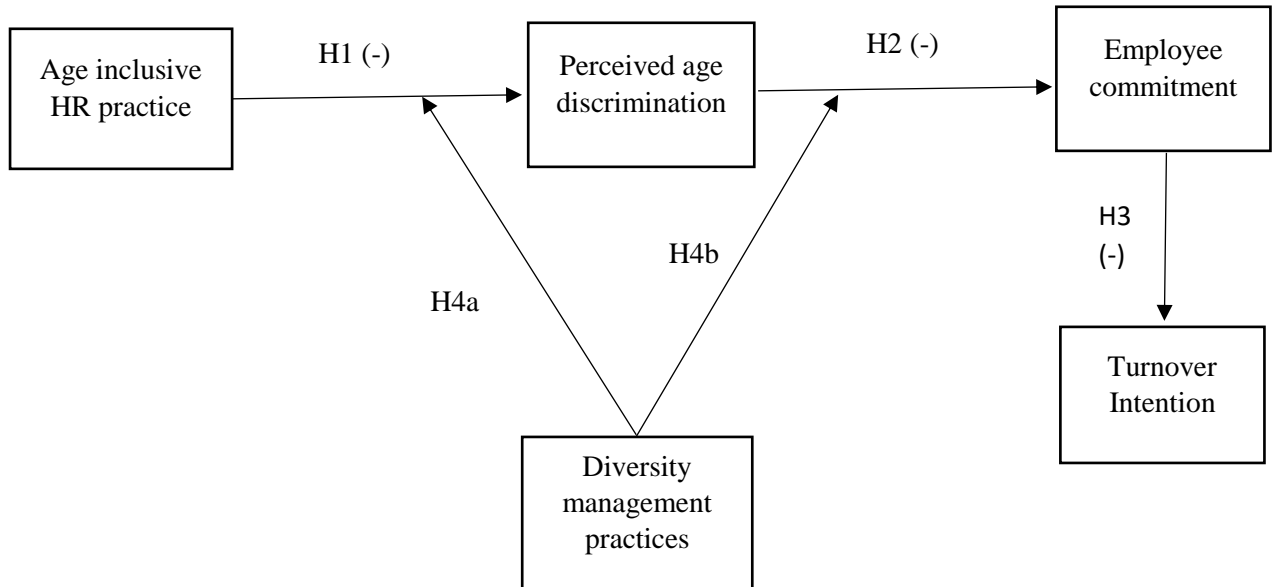 Age inclusive
HR practice
H1 (-)
Perceived age
discrimination
H2 (-)
Employee
commitment
H3
(-)
H4a
H4b
Turnover
Intention
Diversity
management
practices